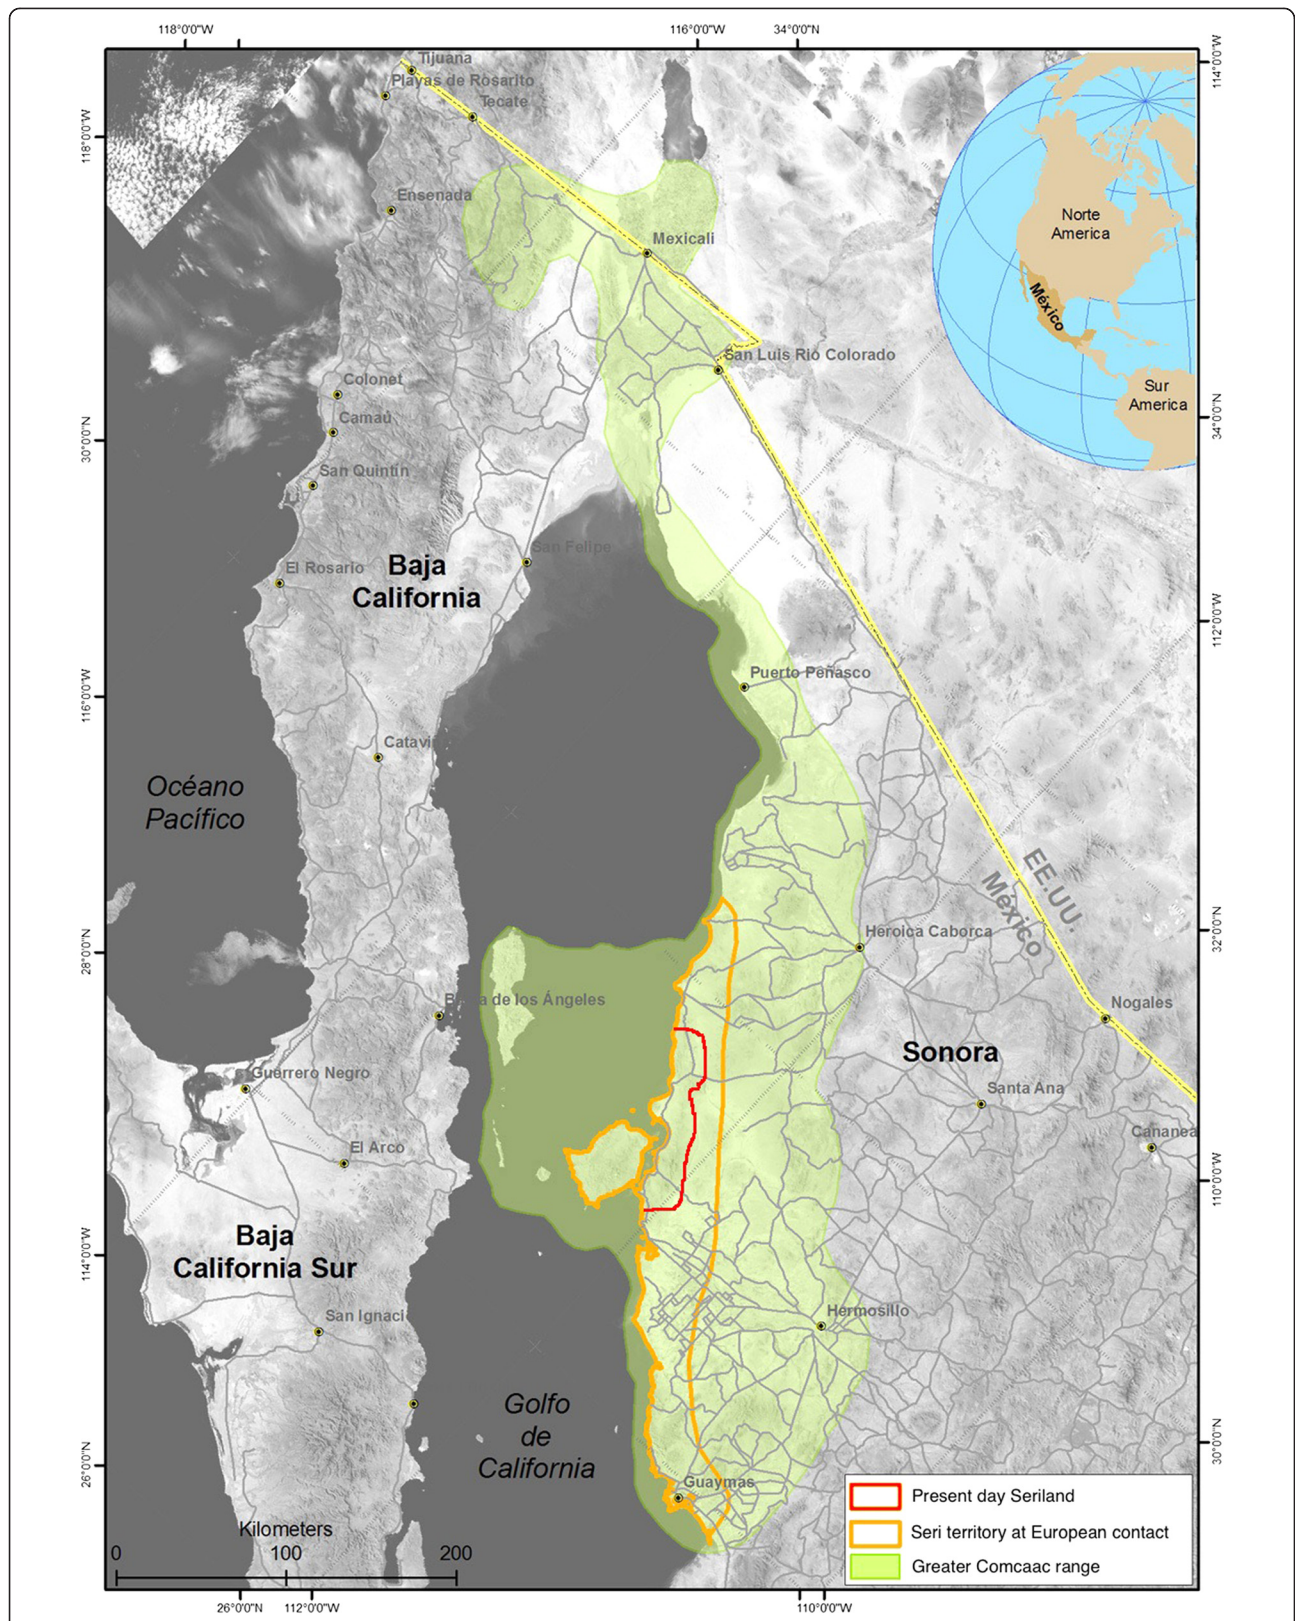 118°0'0"W
116°0'0"W
34°0'0"N
114°0'0"W
118°0'0"W
Tijuana
Playas de Rosarito
Tecate
Ensenada
Mexicali
Norte
America
México
Sur
America
San Luis Rio Colorado
Colonet
Camaú
30°0'0"N
34°0'0"N
San Quintín
San Felipe
El Rosario
Baja
California
112°0'0"W
116°0'0"W
Puerto Peñasco
Catavi
Océano
Pacífico
EE.UU.
México
Heroica Caborca
32°0'0"N
28°0'0"N
de los Ángeles
Nogales
Sonora
Guerrero Negro
Santa Ana
Cananea
El Arco
110°0'0"W
114°0'0"W
Baja
California Sur
San Ignaci
Hermosillo
Golfo
de
California
26°0'0"N
30°0'0"N
Guaymas
Present day Seriland
Seri territory at European contact
Greater Comcaac range
Kilometers
0 100 200
26°0'0"N
112°0'0"W
110°0'0"W